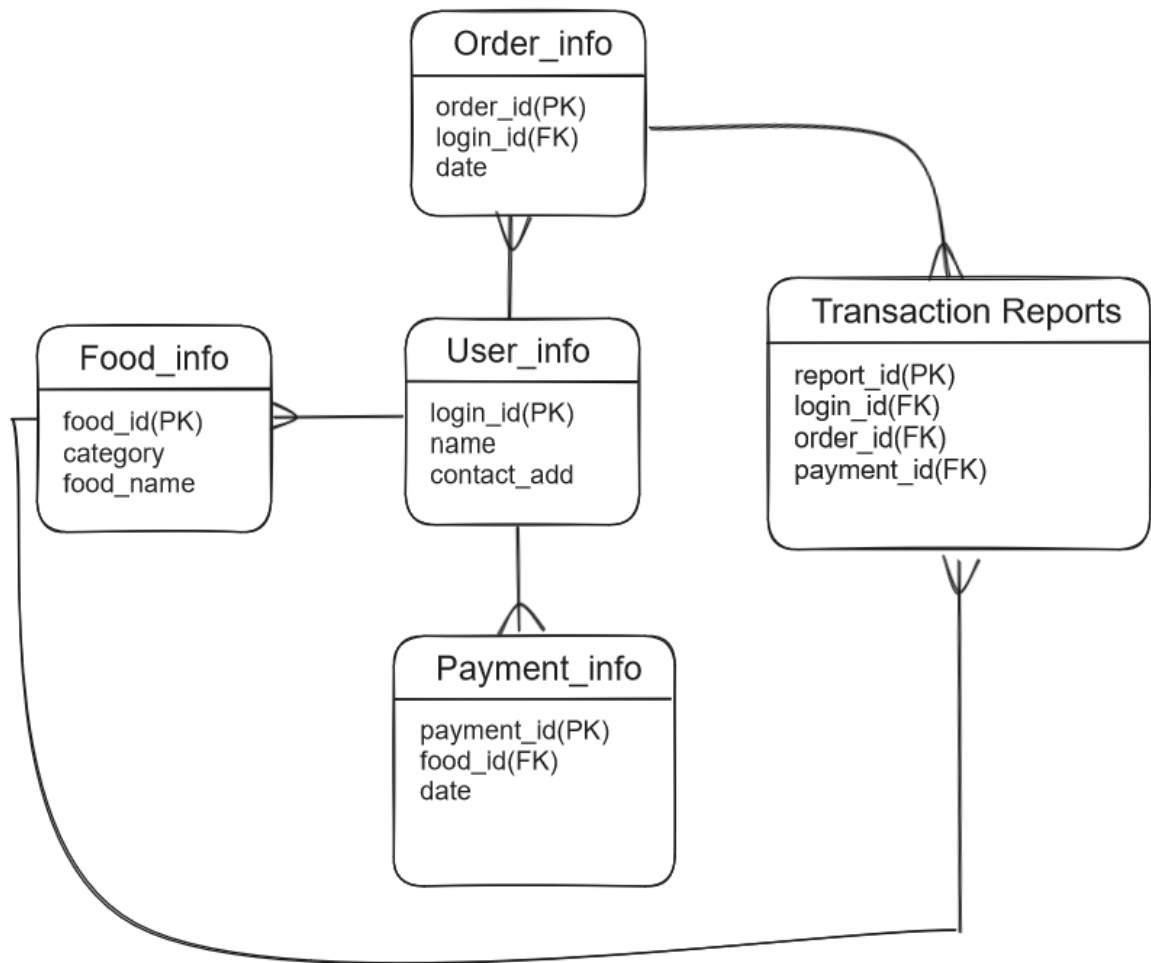 Order_info
order_id(PK)
login_id(FK)
date
Food_info
food_id(PK)
category
food_name
User_info
login_id(PK)
name
contact_add
Transaction Reports
report_id(PK)
login_id(FK)
order_id(FK)
payment_id(FK)
Payment_info
payment_id(PK)
food_id(FK)
date